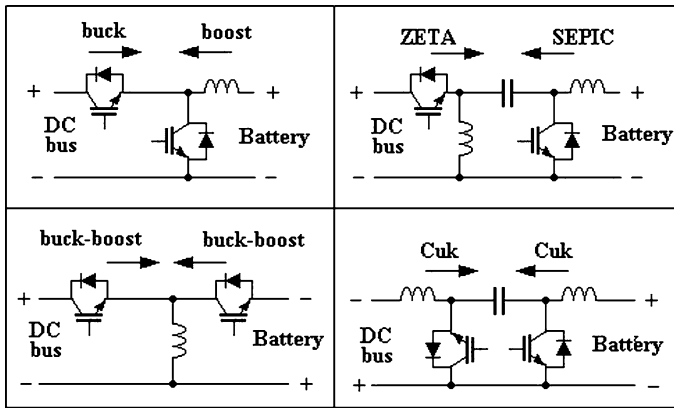 buck boost
+ +
DC
bus
Battery
− −
ZETA SEPIC
+ +
DC
bus
Battery
− −
buck-boost buck-boost
+ −
DC
bus
Battery
− +
Cuk Cuk
− +
DC
bus
Battery
+ −